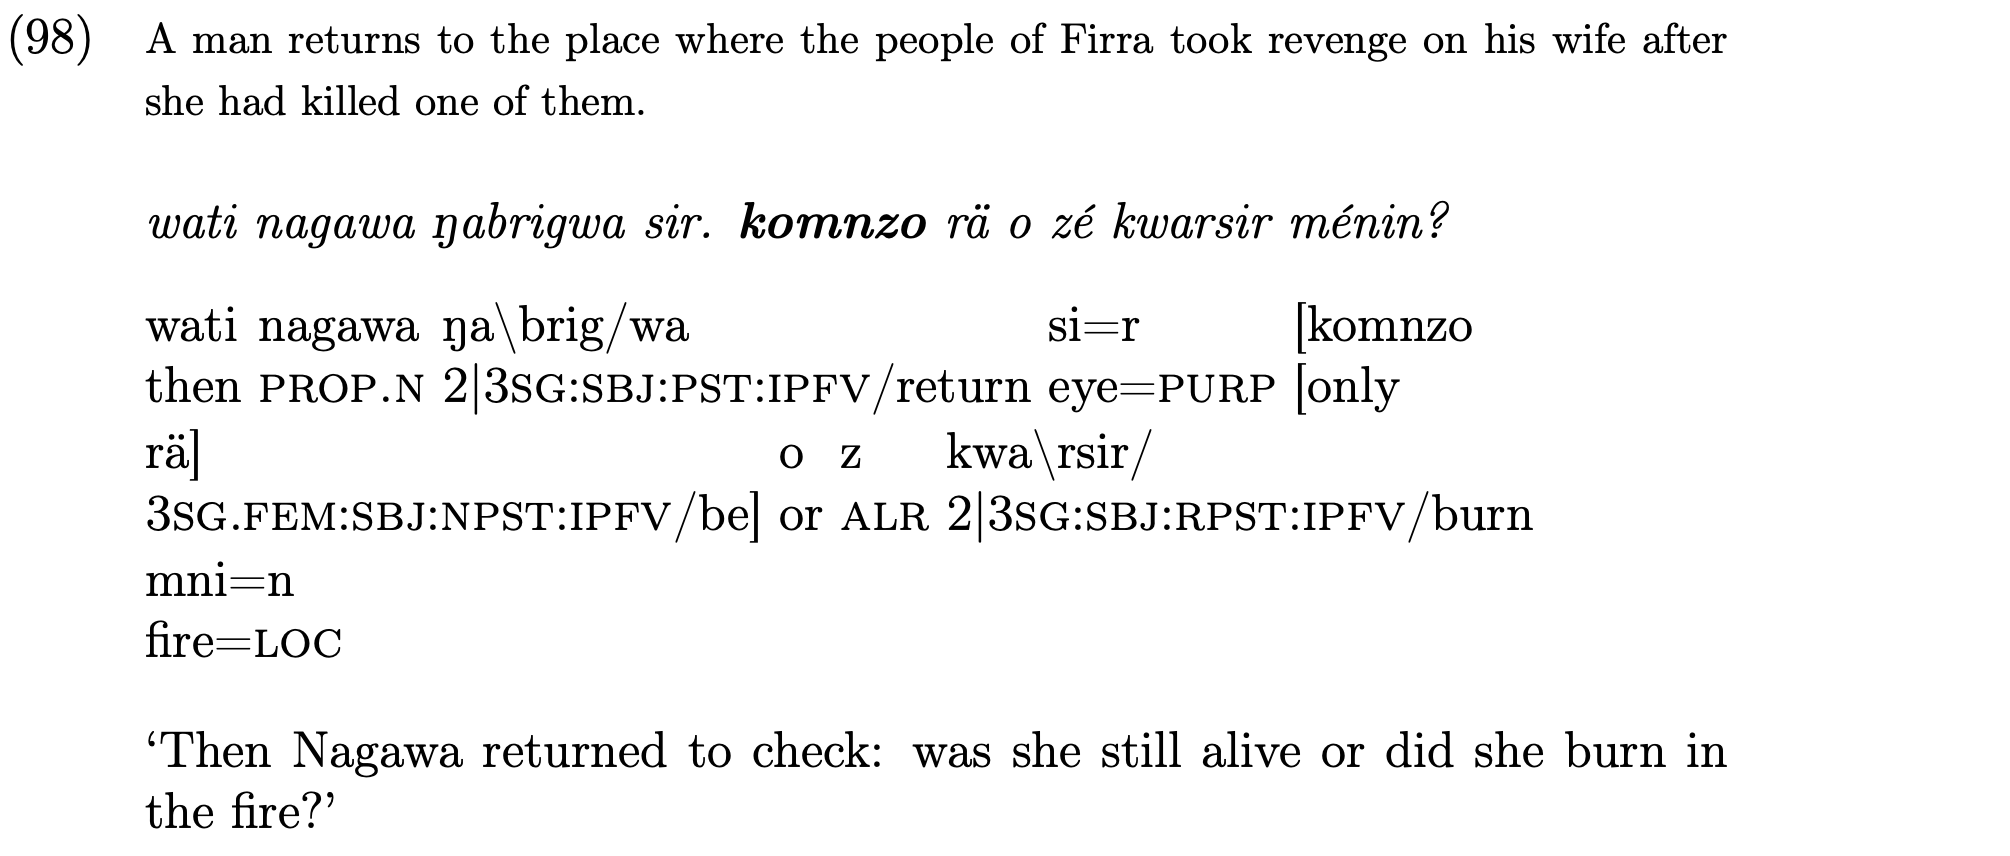 (98) A man returns to the place where the people of Firra took revenge on his wife after
she had killed one of them.
wati nagawa ŋabrigwa sir. komnzo rä o zé kwarsir ménin?
wati nagawa ŋa\brig/wa si=r [komnzo
then PROP.N 2|3SG:SBJ:PST:IPFV/return eye=PURP [only
rä] o z kwa\rsir/
3SG.FEM:SBJ:NPST:IPFV/be] or ALR 2|3SG:SBJ:RPST:IPFV/burn
mni=n
fire=LOC
‘Then Nagawa returned to check: was she still alive or did she burn in
the fire?’